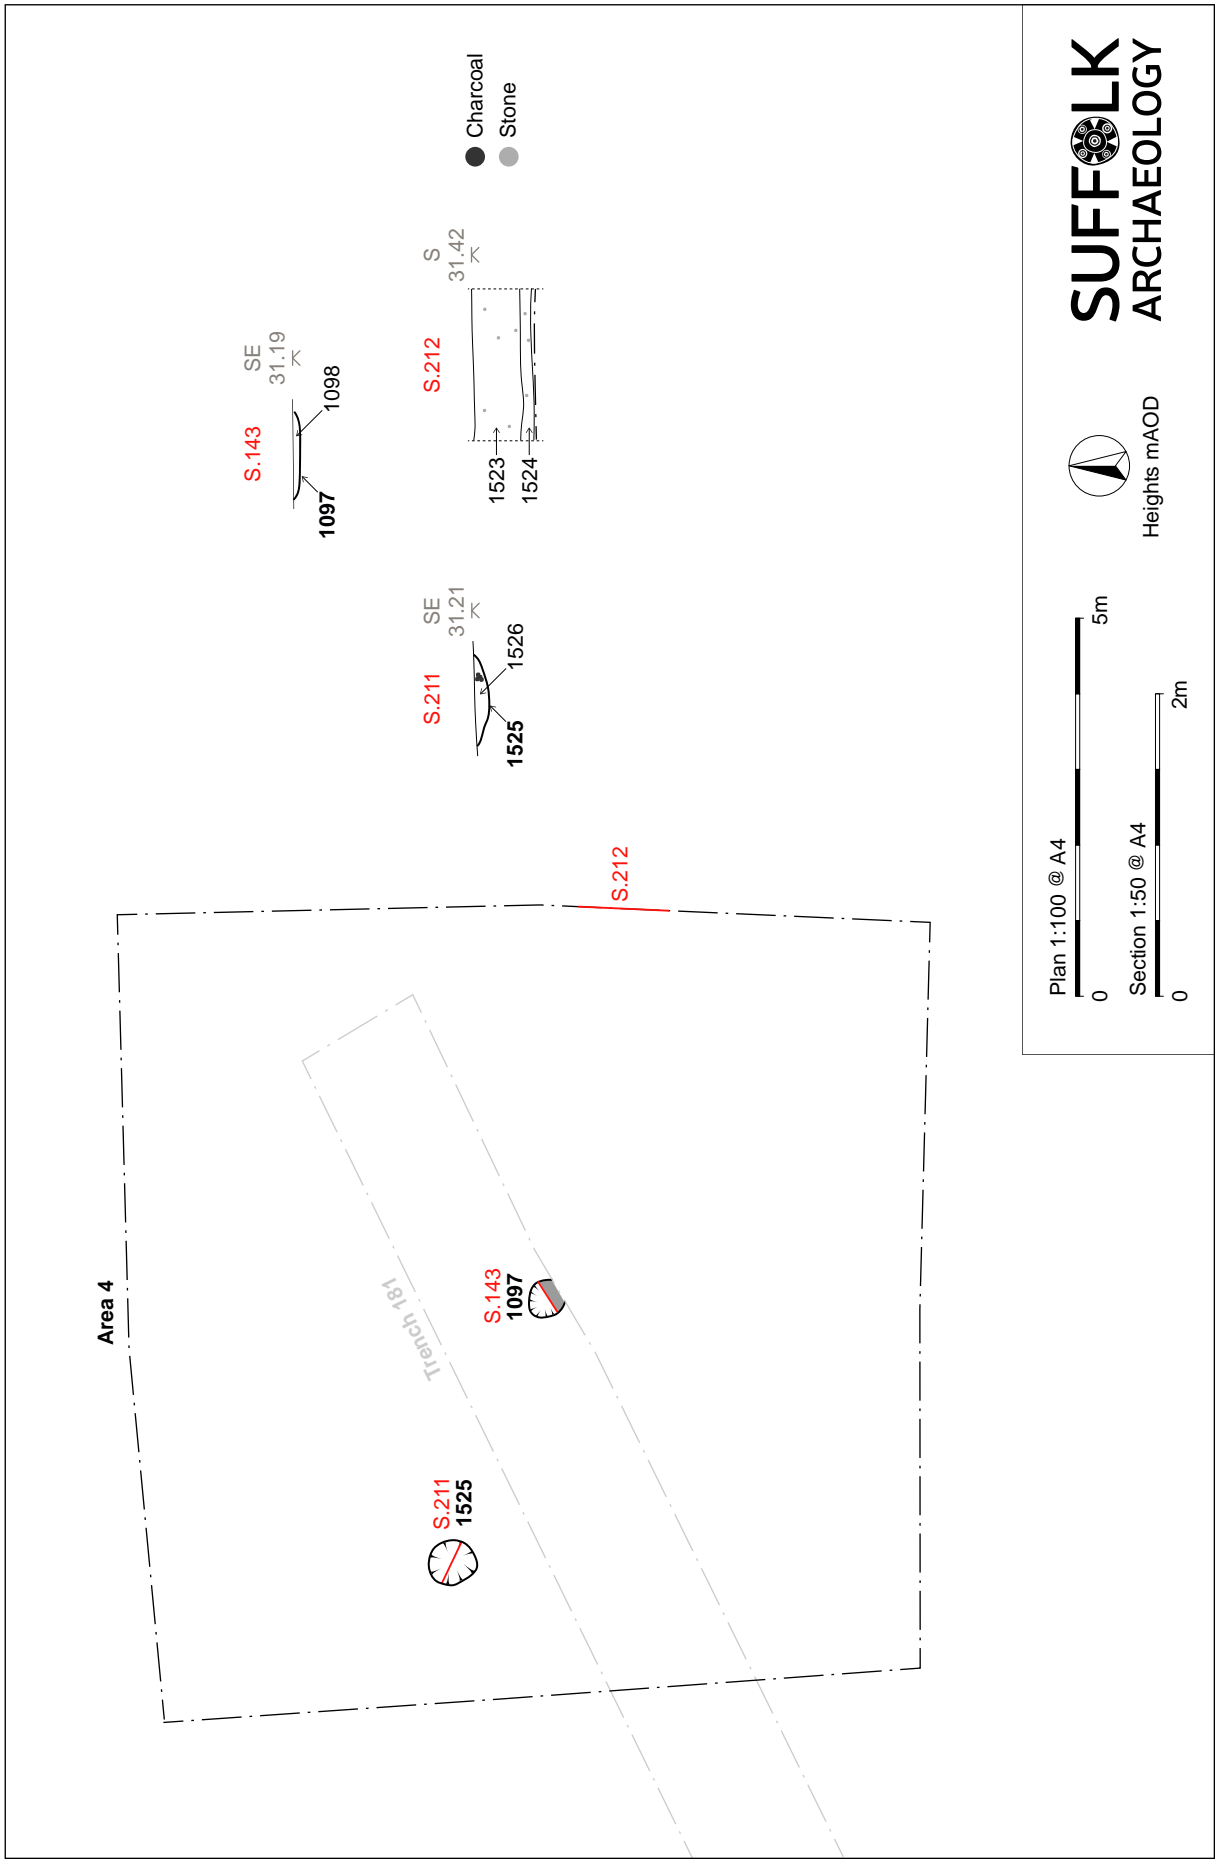 Area 4
Trench 181
S.211
1525
S.143
1097
S.212
S.143
SE
31.19
1097
1098
S.211
SE
31.21
1525
1526
S.212
S
31.42
1523
1524
Charcoal
Stone
Plan 1:100 @ A4
0
5m
Section 1:50 @ A4
0
2m
Heights mAOD
SUFFOLK
ARCHAEOLOGY